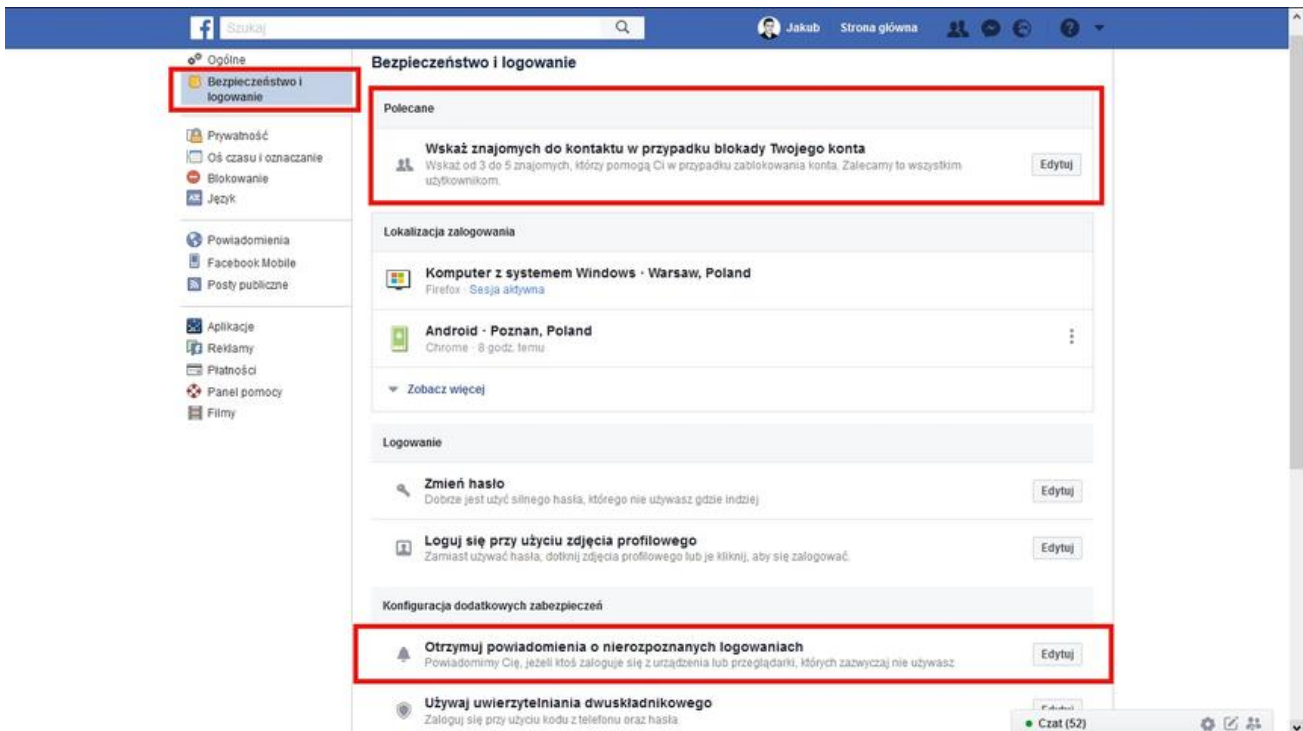 f
Szukaj
Jakub
Strona główna
Ogólne
Bezpieczeństwo i
logowanie
Prywatność
Oś czasu i oznaczanie
Blokowanie
Język
Powiadomienia
Facebook Mobile
Posty publiczne
Aplikacje
Reklamy
Płatności
Panel pomocy
Filmy
Bezpieczeństwo i logowanie
Polecane
Wskaż znajomych do kontaktu w przypadku blokady Twojego konta
Wskaż od 3 do 5 znajomych, którzy pomogą Ci w przypadku zablokowania konta. Zalecamy to wszystkim
użytkownikom.
Edytuj
Lokalizacja zalogowania
Komputer z systemem Windows · Warsaw, Poland
Firefox · Sesja aktywna
Android · Poznan, Poland
Chrome · 8 godz. temu
Zobacz więcej
Logowanie
Zmień hasło
Dobrze jest użyć silnego hasła, którego nie używasz gdzie indziej
Edytuj
Loguj się przy użyciu zdjęcia profilowego
Zamiast używać hasła, dotknij zdjęcia profilowego lub je kliknij, aby się zalogować.
Edytuj
Konfiguracja dodatkowych zabezpieczeń
Otrzymuj powiadomienia o nierozpoznanych logowaniach
Powiadomimy Cię, jeżeli ktoś zaloguje się z urządzenia lub przeglądarki, których zazwyczaj nie używasz
Edytuj
Używaj uwierzytelniania dwuskładnikowego
Zaloguj się przy użyciu kodu z telefonu oraz hasła
Edytuj
Czat (52)